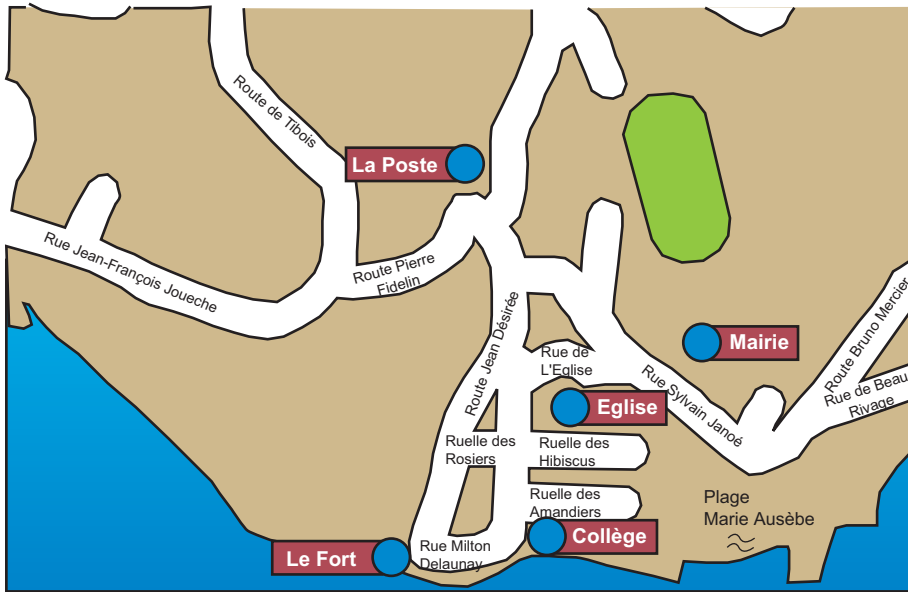 Route de Tibois
La Poste
Rue Jean-François Joueche
Route Pierre
Fidelin
Route Jean Désirée
Rue de
L'Eglise
Mairie
Route Bruno Mercier
Rue de Beau
Rivage
Rue Sylvain Janoé
Eglise
Ruelle des
Rosiers
Ruelle des
Hibiscus
Ruelle des
Amandiers
Plage
Marie Ausèbe
Collège
Le Fort
Rue Milton
Delaunay